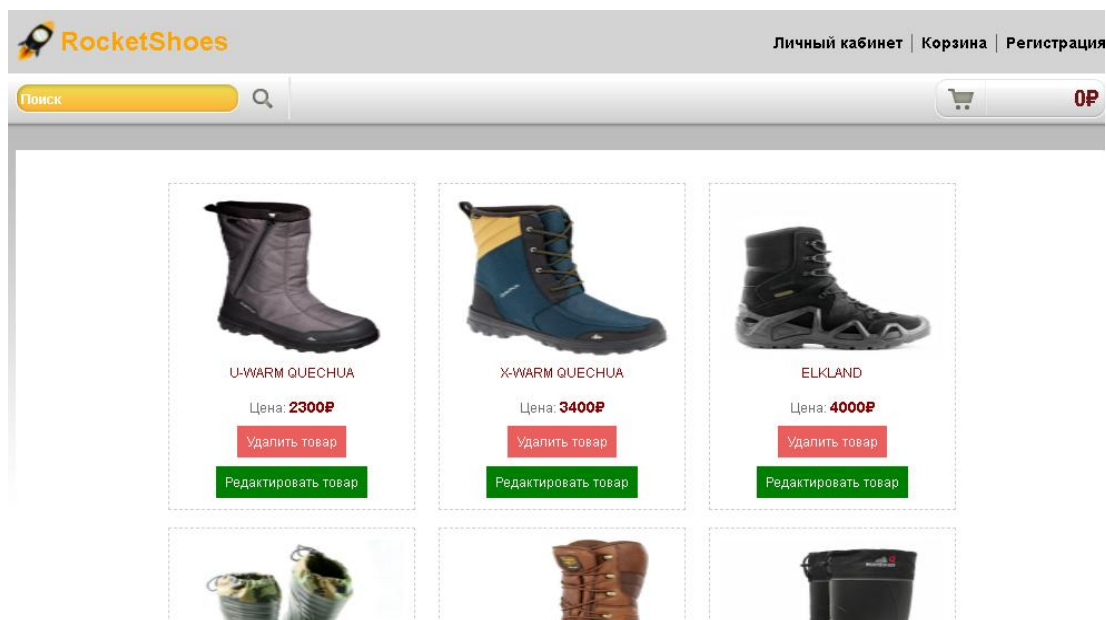 RocketShoes
Личный кабинет | Корзина | Регистрация
Поиск
0₽
U-WARM QUECHUA
X-WARM QUECHUA
ELKLAND
Цена: 2300₽
Цена: 3400₽
Цена: 4000₽
Удалить товар
Удалить товар
Удалить товар
Редактировать товар
Редактировать товар
Редактировать товар